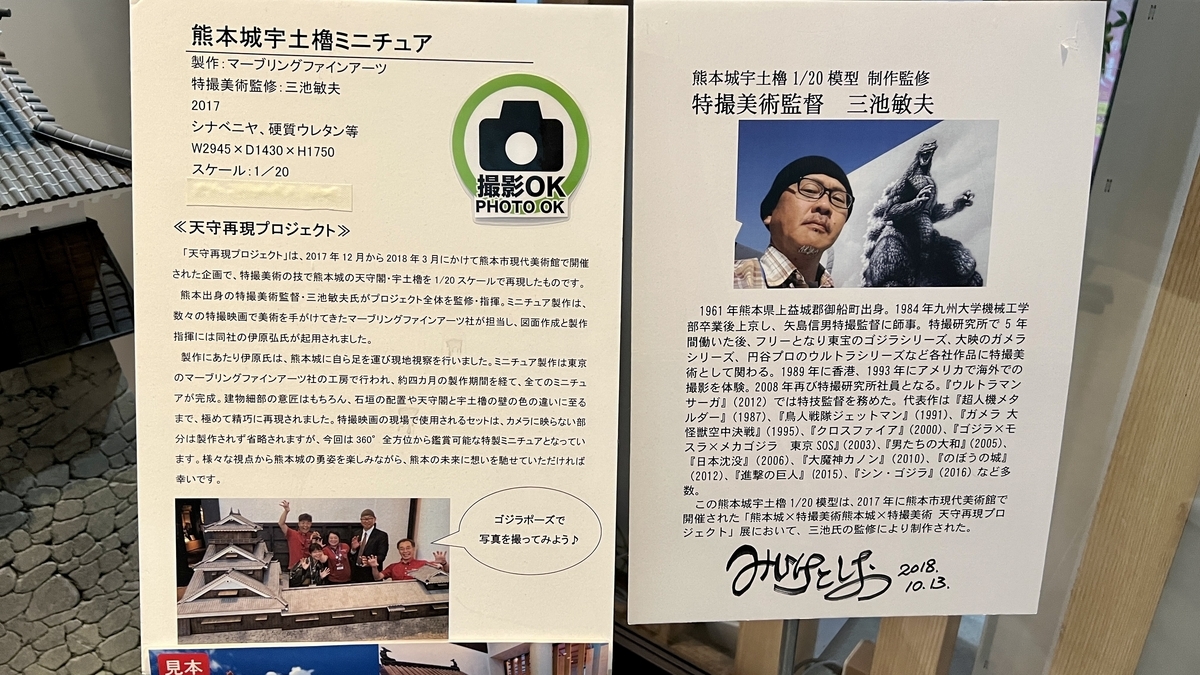 熊本城宇土櫓ミニチュア
製作：マーブリングファインアーツ
特撮美術監修：三池敏夫
2017
シナベニヤ、硬質ウレタン等
W2945×D1430×H1750
スケール：1／20
撮影OK
PHOTO OK
≪天守再現プロジェクト≫
「天守再現プロジェクト」は、2017年12月から2018年3月にかけて熊本市現代美術館で開催
された企画で、特撮美術の技で熊本城の天守閣・宇土櫓を1/20スケールで再現したものです。
熊本出身の特撮美術監督・三池敏夫氏がプロジェクト全体を監修・指揮。ミニチュア製作は、
数々の特撮映画で美術を手がけてきたマーブリングファインアーツ社が担当し、図面作成と製作
指揮には同社の伊原弘氏が起用されました。
製作にあたり伊原氏は、熊本城に自ら足を運び現地視察を行いました。ミニチュア製作は東京
のマーブリングファインアーツ社の工房で行われ、約四カ月の製作期間を経て、全てのミニチュ
アが完成。建物細部の意匠はもちろん、石垣の配置や天守閣と宇土櫓の壁の色の違いに至る
まで、極めて精巧に再現されました。特撮映画の現場で使用されるセットは、カメラに映らない部
分は製作されず省略されますが、今回は360°全方位から鑑賞可能な特製ミニチュアとなってい
ます。様々な視点から熊本城の勇姿を楽しみながら、熊本の未来に想いを馳せていただければ
幸いです。
ゴジラポーズで
写真を撮ってみよう♪
見本
熊本城宇土櫓1/20模型 制作監修
特撮美術監督 三池敏夫
1961年熊本県上益城郡御船町出身。1984年九州大学機械工学
部卒業後上京し、矢島信男特撮監督に師事。特撮研究所で5年
間働いた後、フリーとなり東宝のゴジラシリーズ、大映のガメラ
シリーズ、円谷プロのウルトラシリーズなど各社作品に特撮美
術として関わる。1989年に香港、1993年にアメリカで海外での
撮影を体験。2008年再び特撮研究所社員となる。『ウルトラマン
サーガ』（2012）では特技監督を務めた。代表作は『超人機メタ
ルダー』（1987）、『鳥人戦隊ジェットマン』（1991）、『ガメラ 大
怪獣空中決戦』（1995）、『クロスファイア』（2000）、『ゴジラ×モ
スラ×メカゴジラ 東京SOS』（2003）、『男たちの大和』（2005）、
『日本沈没』（2006）、『大魔神カノン』（2010）、『のぼうの城』
（2012）、『進撃の巨人』（2015）、『シン・ゴジラ』（2016）など多
数。
この熊本城宇土櫓1/20模型は、2017年に熊本市現代美術館で
開催された「熊本城×特撮美術熊本城×特撮美術 天守再現プロ
ジェクト」展において、三池氏の監修により制作された。
みいけとしお
2018.
10.13.